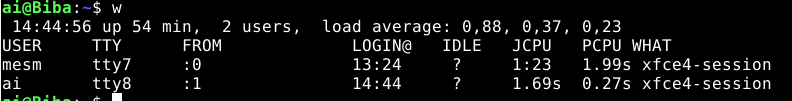 ai@Biba:~$ w
 14:44:56 up 54 min,  2 users,  load average: 0,88, 0,37, 0,23
USER     TTY      FROM             LOGIN@   IDLE   JCPU   PCPU WHAT
mesm     tty7     :0               13:24     ?     1:23   1.99s xfce4-session
ai       tty8     :1               14:44     ?     1.69s  0.27s xfce4-session
ai@Biba:~$